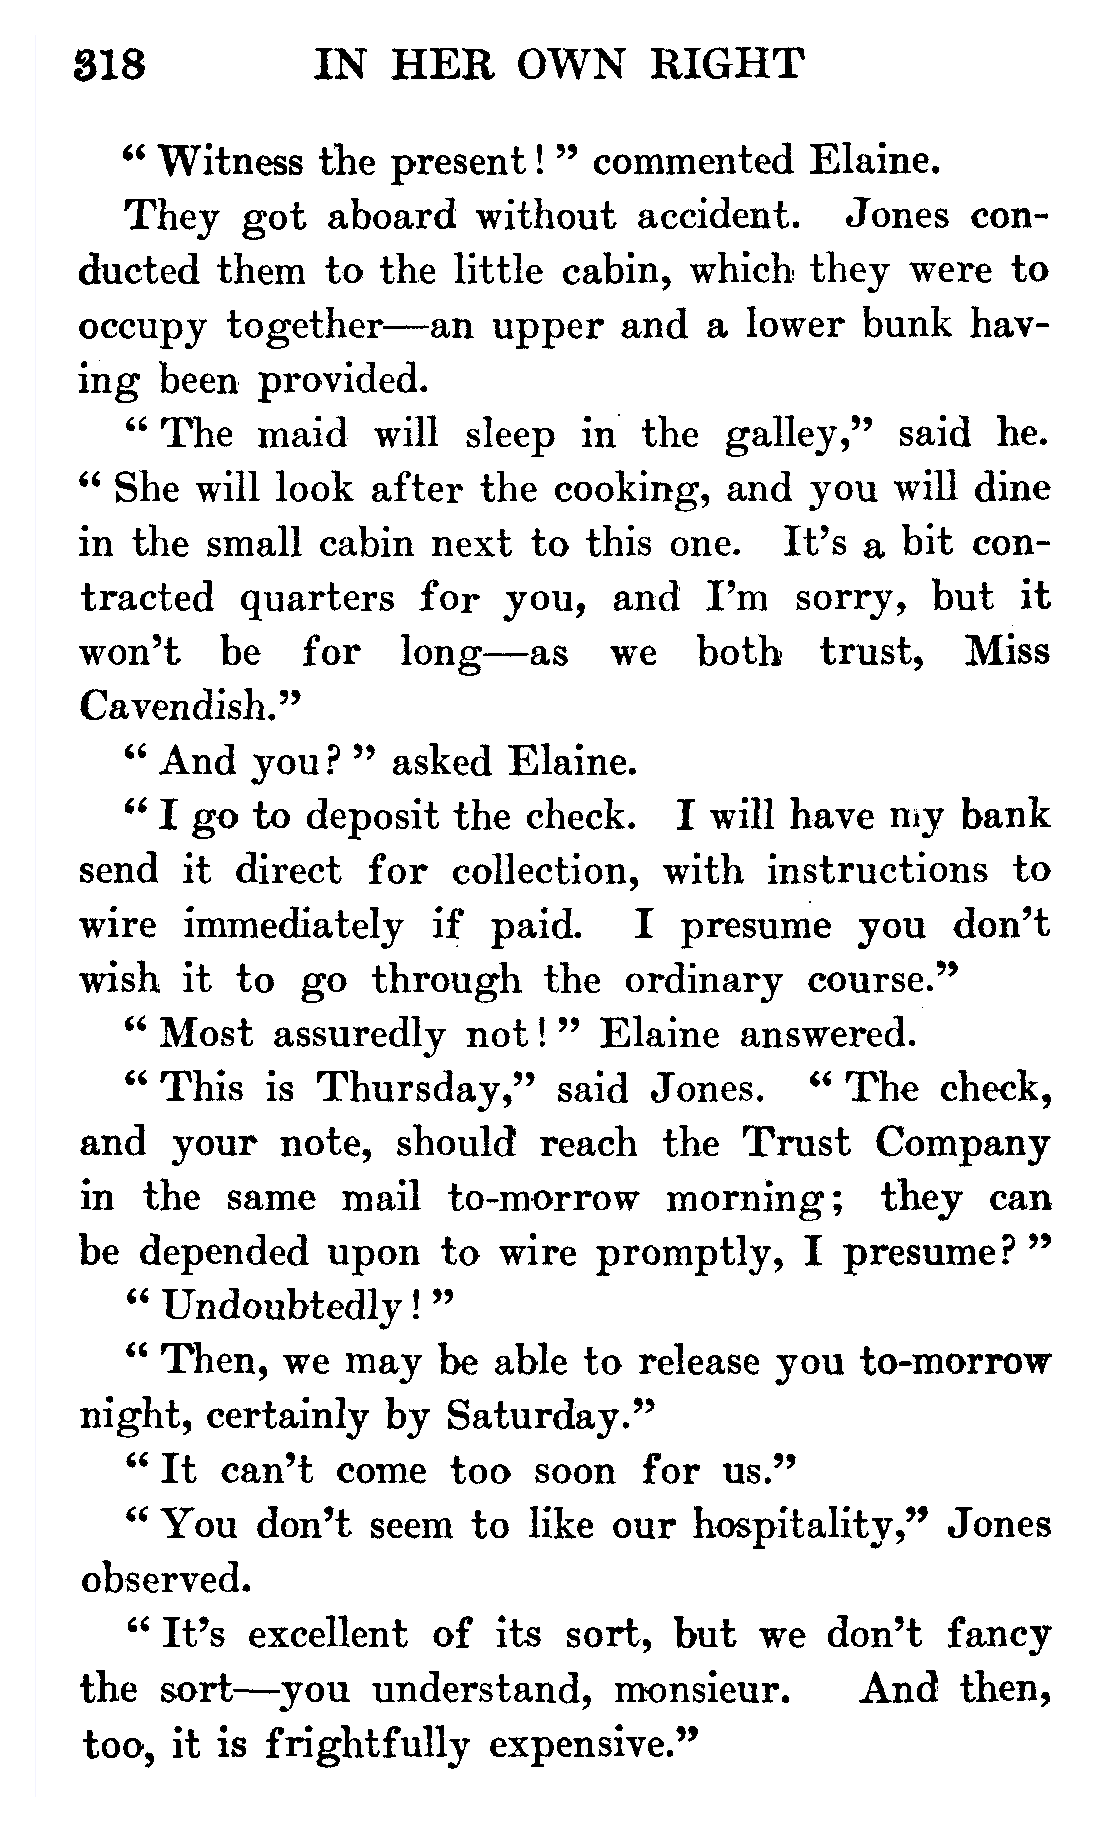 318 IN HER OWN RIGHT
“ Witness the present! ” commented Elaine.
They got aboard without accident. Jones con-
ducted them to the little cabin, which they were to
occupy together—an upper and a lower bunk hav-
ing been provided.
“ The maid will sleep in the galley,” said he.
“ She will look after the cooking, and you will dine
in the small cabin next to this one. It’s a bit con-
tracted quarters for you, and I’m sorry, but it
won’t be for long—as we both trust, Miss
Cavendish.”
“ And you? ” asked Elaine.
“ I go to deposit the check. I will have my bank
send it direct for collection, with instructions to
wire immediately if paid. I presume you don’t
wish it to go through the ordinary course.”
“ Most assuredly not! ” Elaine answered.
“ This is Thursday,” said Jones. “ The check,
and your note, should reach the Trust Company
in the same mail to-morrow morning; they can
be depended upon to wire promptly, I presume? ”
“ Undoubtedly! ”
“ Then, we may be able to release you to-morrow
night, certainly by Saturday.”
“ It can’t come too soon for us.”
“ You don’t seem to like our hospitality,” Jones
observed.
“ It’s excellent of its sort, but we don’t fancy
the sort—you understand, monsieur. And then,
too, it is frightfully expensive.”